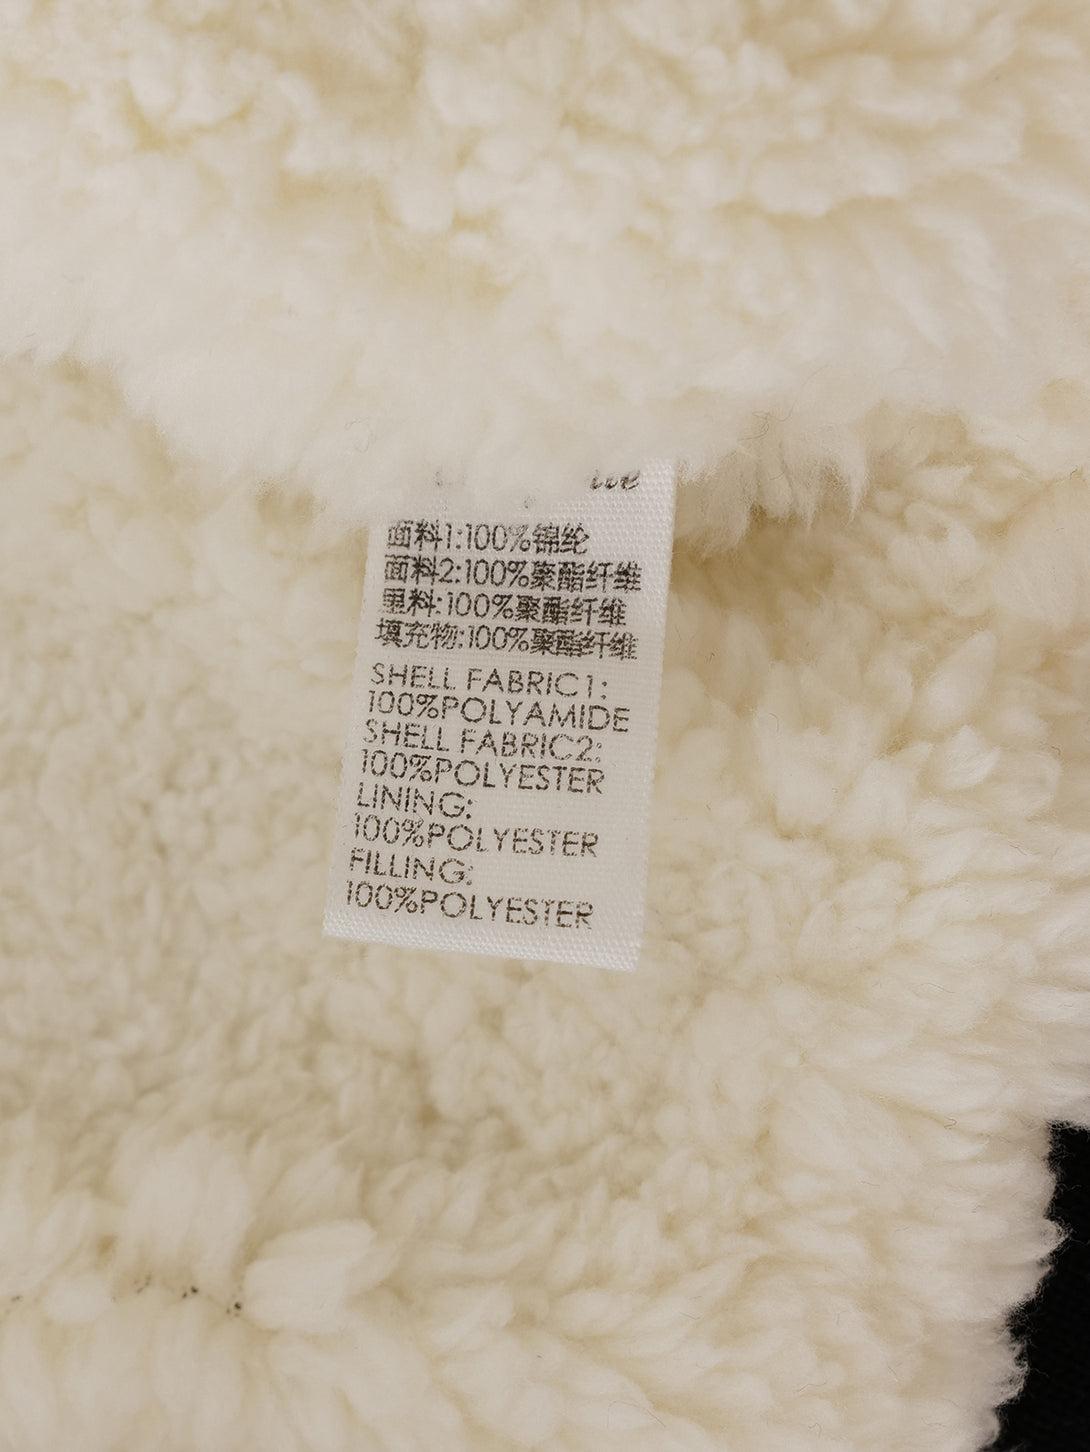 面料1:100%锦纶
面料2:100%聚酯纤维
里料:100%聚酯纤维
填充物:100%聚酯纤维
SHELL FABRIC1:
100%POLYAMIDE
SHELL FABRIC2:
100%POLYESTER
LINING:
100%POLYESTER
FILLING:
100%POLYESTER